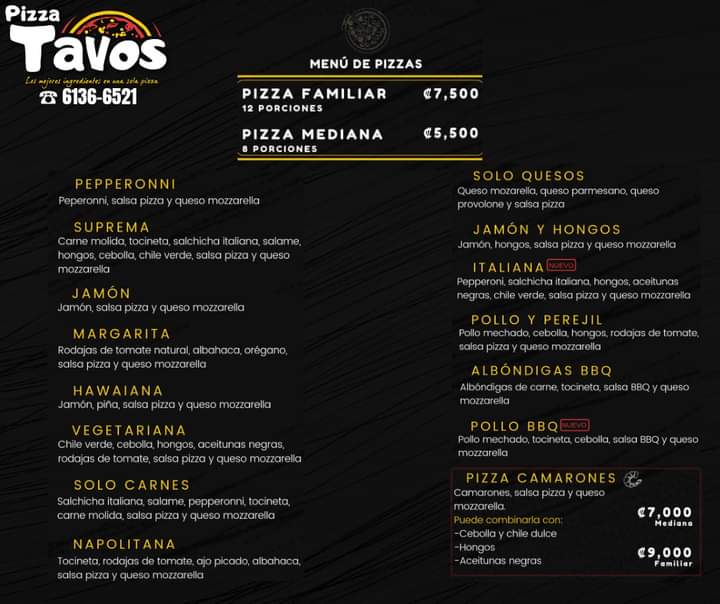 Pizza
Tavos
Los mejores ingredientes en una sola pizza
☎ 6136-6521
MENÚ DE PIZZAS
PIZZA FAMILIAR ₡7,500
12 PORCIONES
PIZZA MEDIANA ₡5,500
8 PORCIONES
PEPPERONNI
Peperonni, salsa pizza y queso mozzarella
SUPREMA
Carne molida, tocineta, salchicha italiana, salame,
hongos, cebolla, chile verde, salsa pizza y queso
mozzarella
JAMÓN
Jamón, salsa pizza y queso mozzarella
MARGARITA
Rodajas de tomate natural, albahaca, orégano,
salsa pizza y queso mozzarella
HAWAIANA
Jamón, piña, salsa pizza y queso mozzarella
VEGETARIANA
Chile verde, cebolla, hongos, aceitunas negras,
rodajas de tomate, salsa pizza y queso mozzarella
SOLO CARNES
Salchicha italiana, salame, pepperonni, tocineta,
carne molida, salsa pizza y queso mozzarella
NAPOLITANA
Tocineta, rodajas de tomate, ajo picado, albahaca,
salsa pizza y queso mozzarella
SOLO QUESOS
Queso mozarella, queso parmesano, queso
provolone y salsa pizza
JAMÓN Y HONGOS
Jamón, hongos, salsa pizza y queso mozzarella
ITALIANA NUEVO
Pepperoni, salchicha italiana, hongos, aceitunas
negras, chile verde, salsa pizza y queso mozzarella
POLLO Y PEREJIL
Pollo mechado, cebolla, hongos, rodajas de tomate,
salsa pizza y queso mozzarella
ALBÓNDIGAS BBQ
Albóndigas de carne, tocineta, salsa BBQ y queso
mozzarella
POLLO BBQ NUEVO
Pollo mechado, tocineta, cebolla, salsa BBQ y queso
mozzarella
PIZZA CAMARONES
Camarones, salsa pizza y queso
mozzarella.
Puede combinarla con:
-Cebolla y chile dulce
-Hongos
-Aceitunas negras
₡7,000
Mediana
₡9,000
Familiar